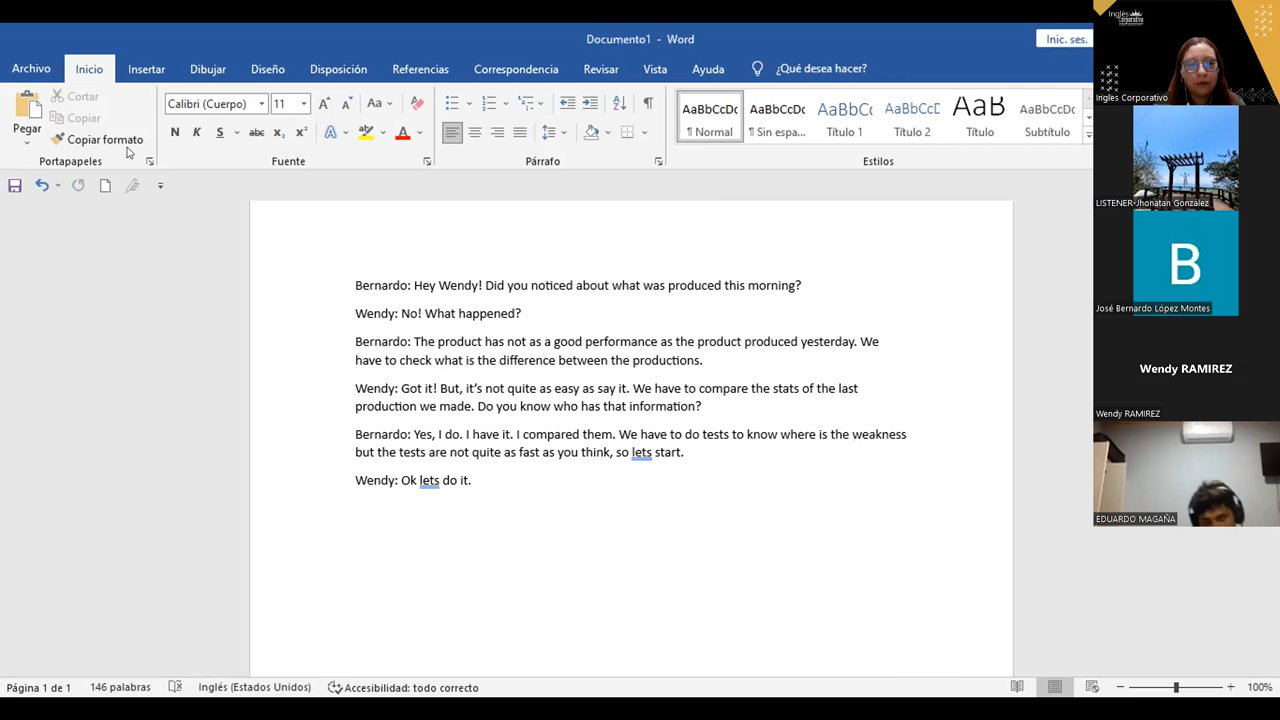 Documento1 - Word
Inic. ses.
Archivo Inicio Insertar Dibujar Diseño Disposición Referencias Correspondencia Revisar Vista Ayuda ¿Qué desea hacer?
Pegar
Cortar
Copiar
Copiar formato
Portapapeles
Calibri (Cuerpo) 11
Aa
N K S abc x₂ x² A A
Fuente
Párrafo
AaBbCcDc AaBbCcDc AaBbCc AaBbCcD AaB AaBbCcD
¶ Normal ¶ Sin espa... Título 1 Título 2 Título Subtítulo
Estilos
Bernardo: Hey Wendy! Did you noticed about what was produced this morning?
Wendy: No! What happened?
Bernardo: The product has not as a good performance as the product produced yesterday. We
have to check what is the difference between the productions.
Wendy: Got it! But, it’s not quite as easy as say it. We have to compare the stats of the last
production we made. Do you know who has that information?
Bernardo: Yes, I do. I have it. I compared them. We have to do tests to know where is the weakness
but the tests are not quite as fast as you think, so lets start.
Wendy: Ok lets do it.
Página 1 de 1 146 palabras Inglés (Estados Unidos) Accesibilidad: todo correcto 100%
Inglés
Corporativo
Ingles Corporativo
LISTENER-Jhonatan González
B
José Bernardo López Montes
Wendy RAMIREZ
Wendy RAMIREZ
EDUARDO MAGAÑA